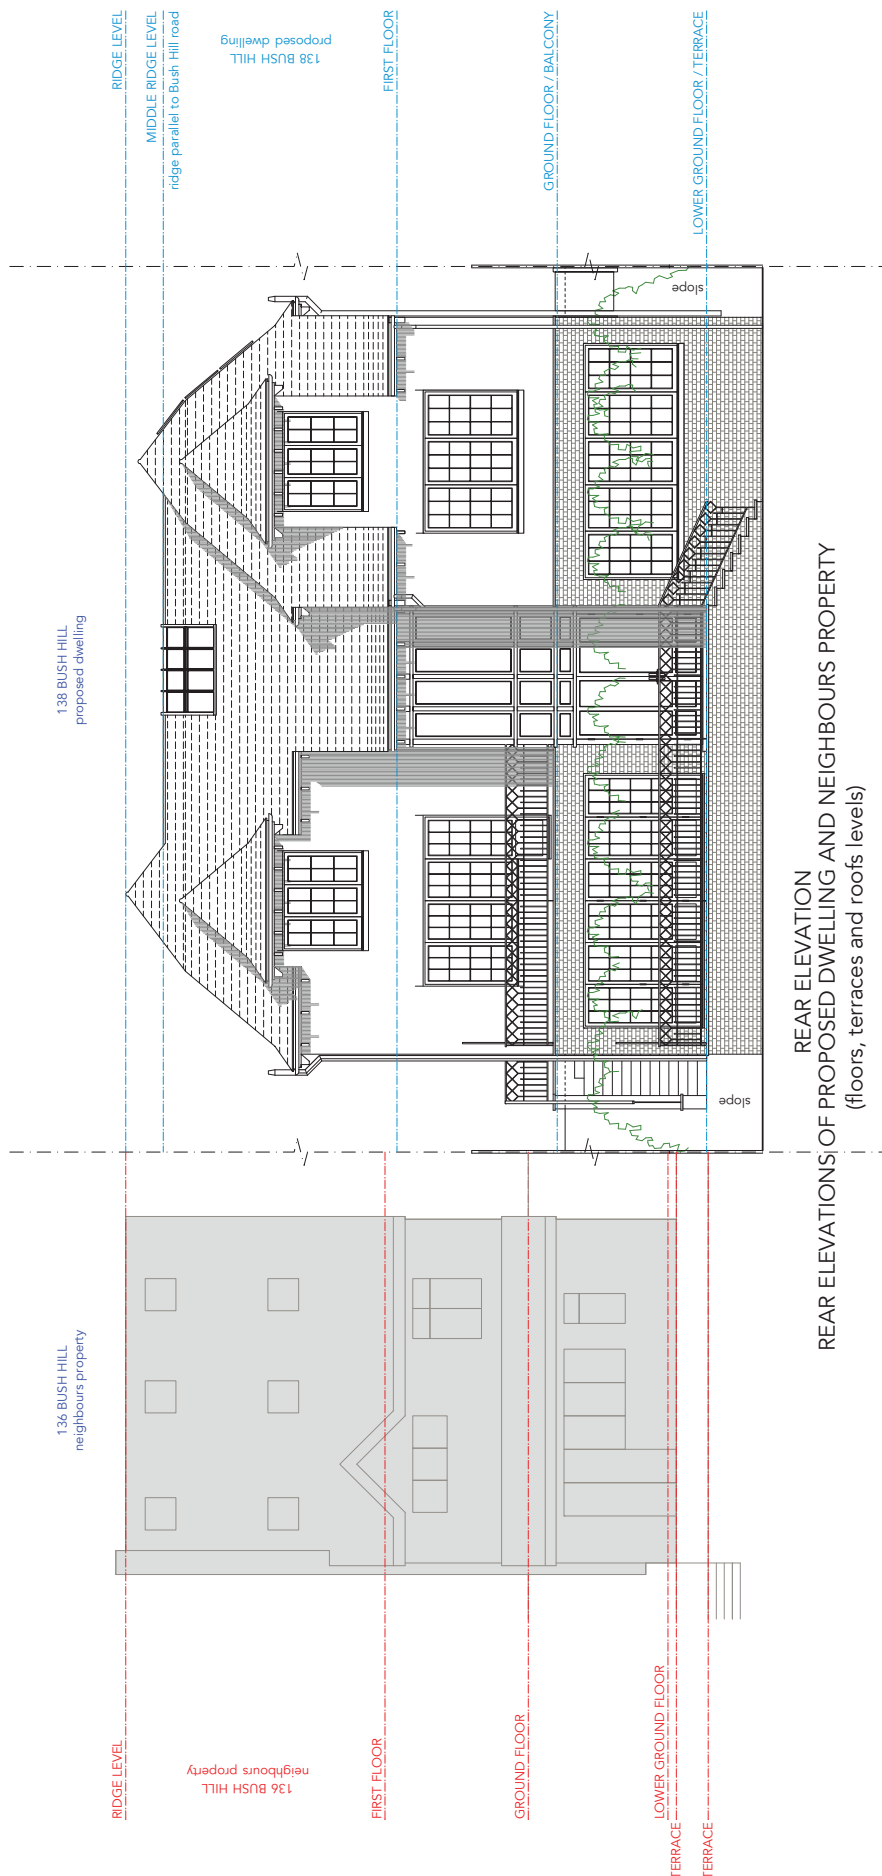 136 BUSH HILL
neighbours property
138 BUSH HILL
proposed dwelling
RIDGE LEVEL
136 BUSH HILL
neighbours property
FIRST FLOOR
GROUND FLOOR
LOWER GROUND FLOOR
TERRACE
TERRACE
RIDGE LEVEL
MIDDLE RIDGE LEVEL
ridge parallel to Bush Hill road
138 BUSH HILL
proposed dwelling
FIRST FLOOR
GROUND FLOOR / BALCONY
LOWER GROUND FLOOR / TERRACE
slope
slope
REAR ELEVATION
REAR ELEVATIONS OF PROPOSED DWELLING AND NEIGHBOURS PROPERTY
(floors, terraces and roofs levels)